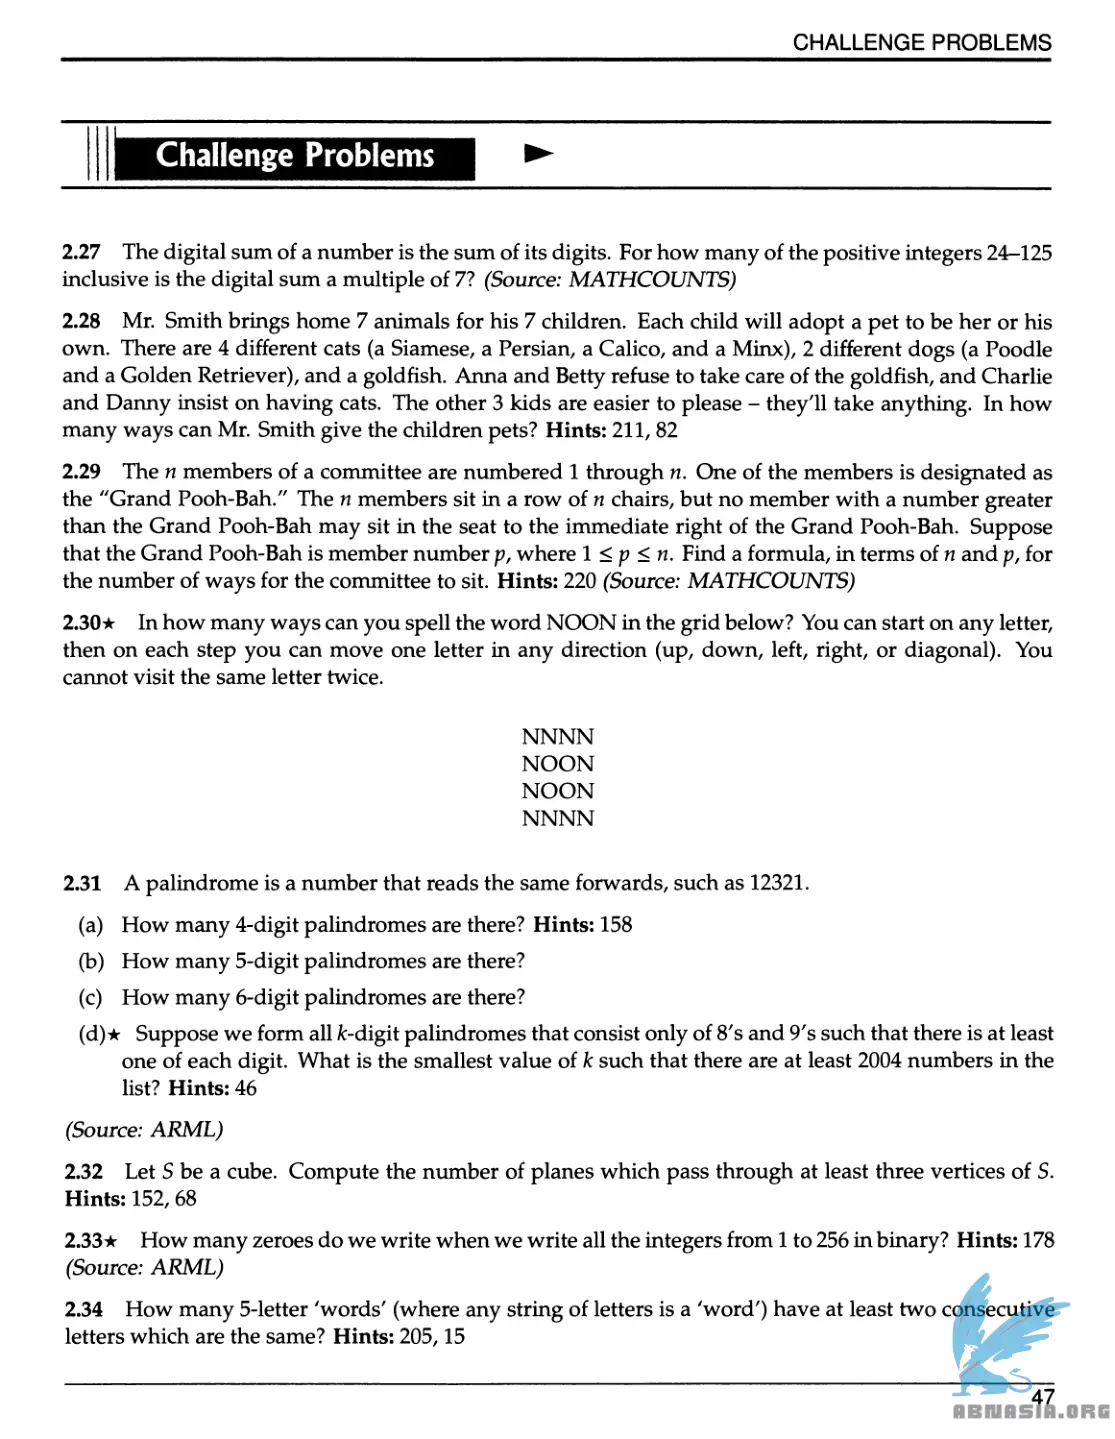 CHALLENGE PROBLEMS
Challenge Problems
2.27 The digital sum of a number is the sum of its digits. For how many of the positive integers 24–125
inclusive is the digital sum a multiple of 7? (Source: MATHCOUNTS)
2.28 Mr. Smith brings home 7 animals for his 7 children. Each child will adopt a pet to be her or his
own. There are 4 different cats (a Siamese, a Persian, a Calico, and a Minx), 2 different dogs (a Poodle
and a Golden Retriever), and a goldfish. Anna and Betty refuse to take care of the goldfish, and Charlie
and Danny insist on having cats. The other 3 kids are easier to please – they'll take anything. In how
many ways can Mr. Smith give the children pets? Hints: 211, 82
2.29 The n members of a committee are numbered 1 through n. One of the members is designated as
the "Grand Pooh-Bah." The n members sit in a row of n chairs, but no member with a number greater
than the Grand Pooh-Bah may sit in the seat to the immediate right of the Grand Pooh-Bah. Suppose
that the Grand Pooh-Bah is member number p, where 1 ≤ p ≤ n. Find a formula, in terms of n and p, for
the number of ways for the committee to sit. Hints: 220 (Source: MATHCOUNTS)
2.30★ In how many ways can you spell the word NOON in the grid below? You can start on any letter,
then on each step you can move one letter in any direction (up, down, left, right, or diagonal). You
cannot visit the same letter twice.
NNNN
NOON
NOON
NNNN
2.31 A palindrome is a number that reads the same forwards, such as 12321.
(a) How many 4-digit palindromes are there? Hints: 158
(b) How many 5-digit palindromes are there?
(c) How many 6-digit palindromes are there?
(d)★ Suppose we form all k-digit palindromes that consist only of 8's and 9's such that there is at least
one of each digit. What is the smallest value of k such that there are at least 2004 numbers in the
list? Hints: 46
(Source: ARML)
2.32 Let S be a cube. Compute the number of planes which pass through at least three vertices of S.
Hints: 152, 68
2.33★ How many zeroes do we write when we write all the integers from 1 to 256 in binary? Hints: 178
(Source: ARML)
2.34 How many 5-letter 'words' (where any string of letters is a 'word') have at least two consecutive
letters which are the same? Hints: 205, 15
47
ABNASIA.ORG